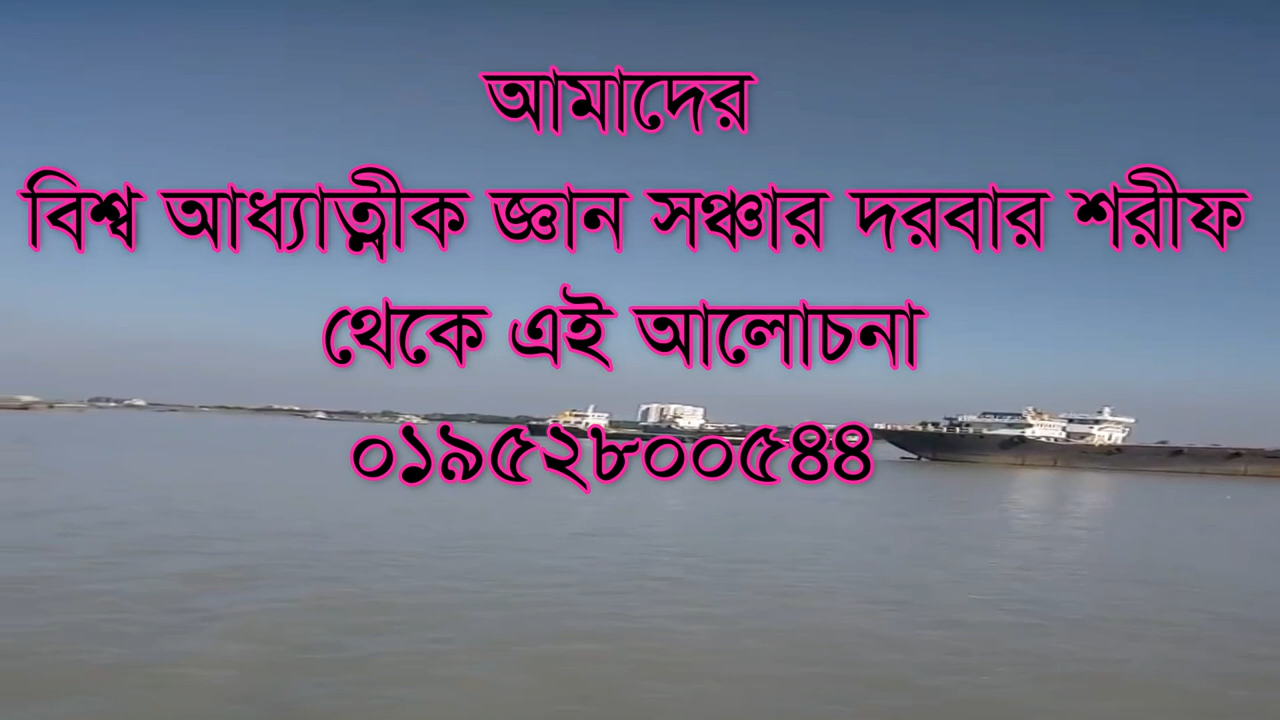 আমাদের
বিশ্ব আধ্যাত্নীক জ্ঞান সঞ্চার দরবার শরীফ
থেকে এই আলোচনা
০১৯৫২৮০০৫৪৪